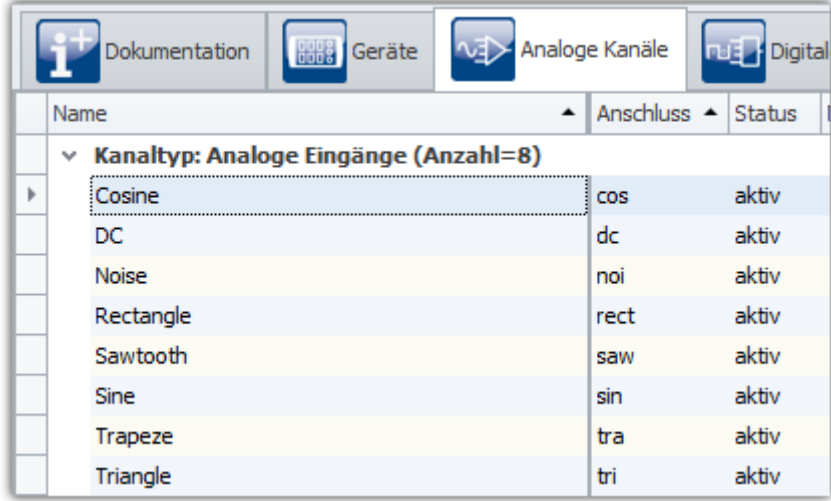 Dokumentation Geräte Analoge Kanäle Digital
Name Anschluss Status
Kanaltyp: Analoge Eingänge (Anzahl=8)
Cosine cos aktiv
DC dc aktiv
Noise noi aktiv
Rectangle rect aktiv
Sawtooth saw aktiv
Sine sin aktiv
Trapeze tra aktiv
Triangle tri aktiv